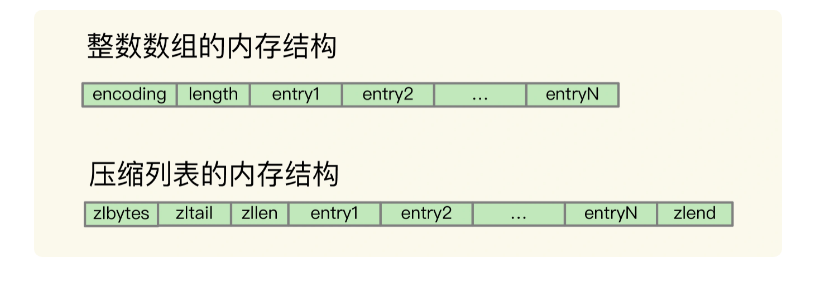 整数数组的内存结构
encoding length entry1 entry2 ... entryN
压缩列表的内存结构
zlbytes zltail zllen entry1 entry2 ... entryN zlend